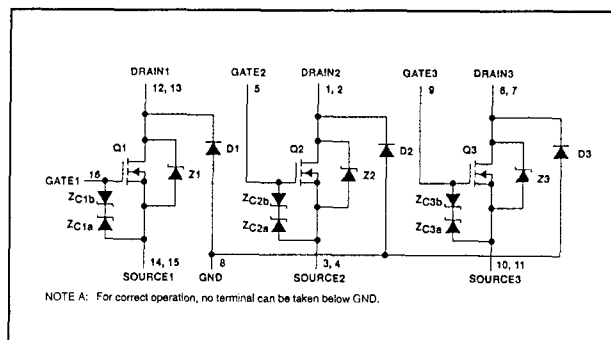 DRAIN1 GATE2 DRAIN2 GATE3 DRAIN3
12, 13 5 1, 2 9 6, 7
Q1 D1 Q2 D2 Q3 D3
GATE1 16 Z1 Z2 Z3
ZC1b ZC2b ZC3b
ZC1a ZC2a ZC3a
14, 15 8 3, 4 10, 11
SOURCE1 GND SOURCE2 SOURCE3
NOTE A: For correct operation, no terminal can be taken below GND.